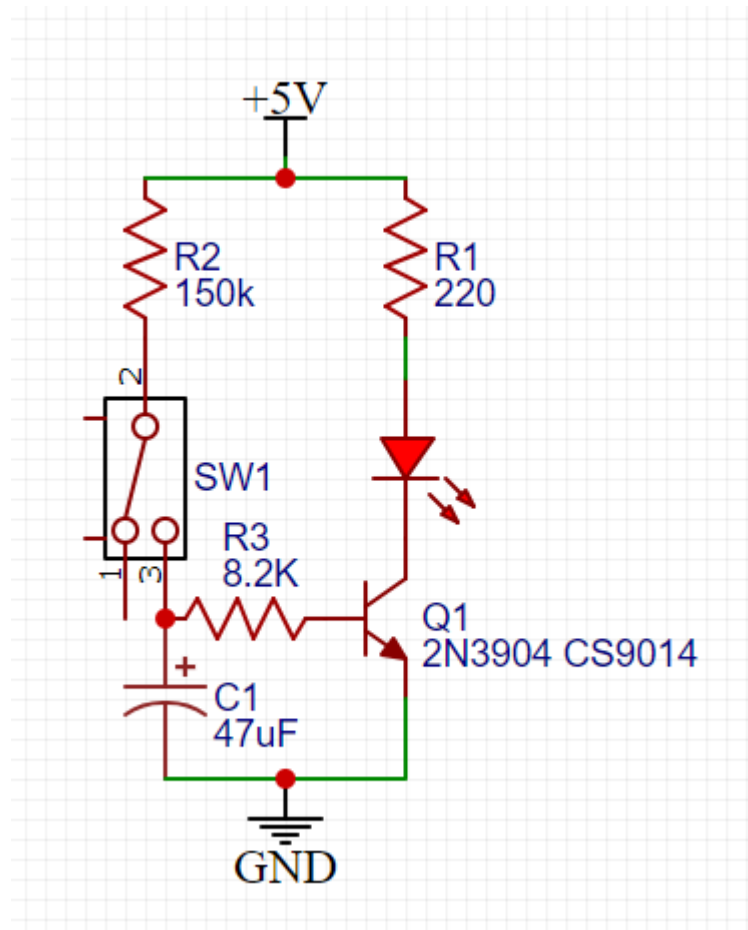 +5V
R2
150k
R1
220
2
SW1
1
3
R3
8.2K
Q1
2N3904 CS9014
+
C1
47uF
GND